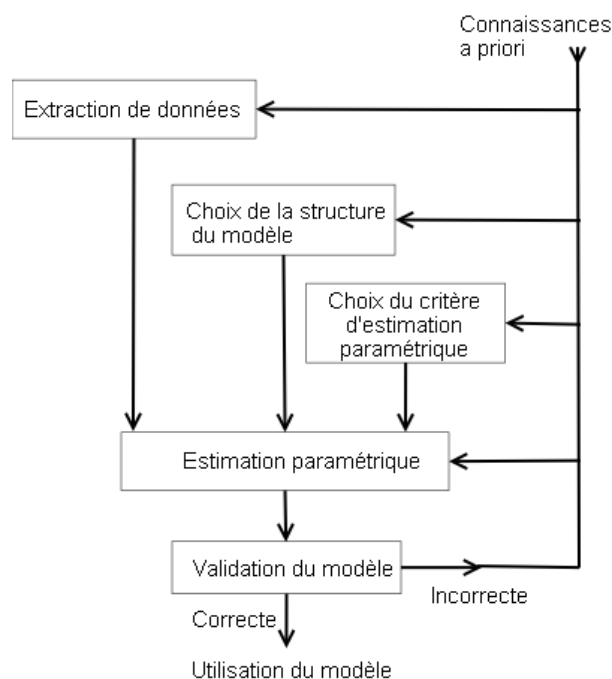 Connaissances
a priori
Extraction de données
Choix de la structure
du modèle
Choix du critère
d'estimation
paramétrique
Estimation paramétrique
Validation du modèle
Incorrecte
Correcte
Utilisation du modèle